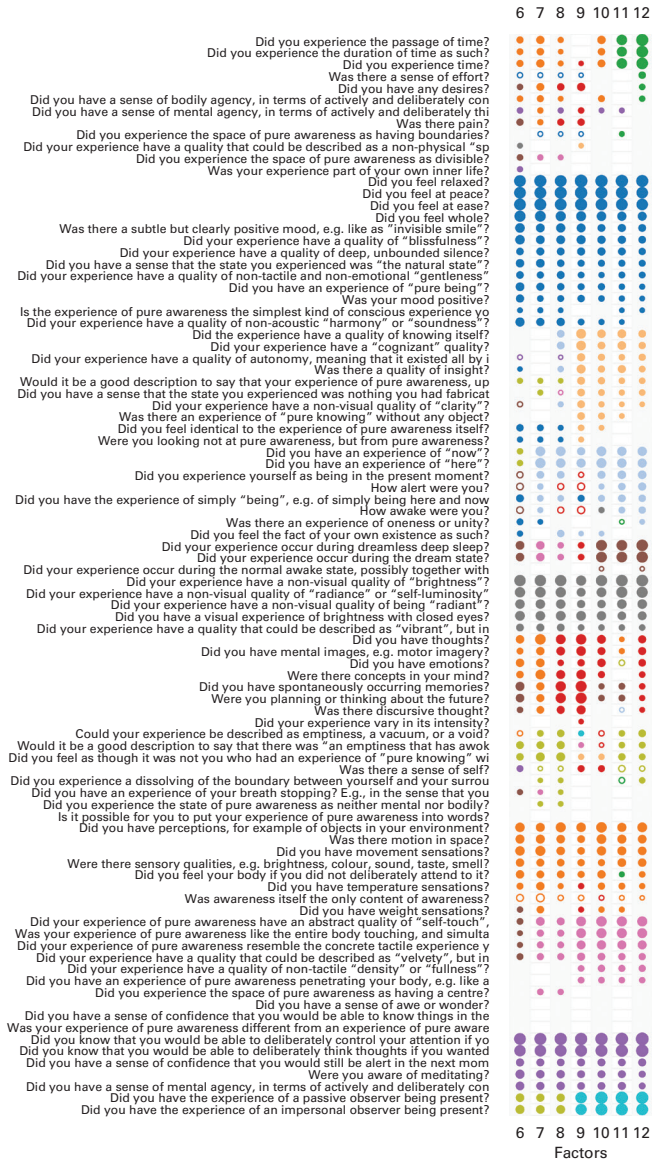 6 7 8 9 10 11 12
Did you experience the passage of time?
Did you experience the duration of time as such?
Did you experience time?
Was there a sense of effort?
Did you have any desires?
Did you have a sense of bodily agency, in terms of actively and deliberately con
Did you have a sense of mental agency, in terms of actively and deliberately thi
Was there pain?
Did you experience the space of pure awareness as having boundaries?
Did your experience have a quality that could be described as a non-physical “sp
Did you experience the space of pure awareness as divisible?
Was your experience part of your own inner life?
Did you feel relaxed?
Did you feel at peace?
Did you feel at ease?
Did you feel whole?
Was there a subtle but clearly positive mood, e.g. like as “invisible smile”?
Did your experience have a quality of “blissfulness”?
Did your experience have a quality of deep, unbounded silence?
Did you have a sense that the state you experienced was “the natural state”?
Did your experience have a quality of non-tactile and non-emotional “gentleness”
Did you have an experience of “pure being”?
Was your mood positive?
Is the experience of pure awareness the simplest kind of conscious experience yo
Did your experience have a quality of non-acoustic “harmony” or “soundness”?
Did the experience have a quality of knowing itself?
Did your experience have a “cognizant” quality?
Did your experience have a quality of autonomy, meaning that it existed all by i
Was there a quality of insight?
Would it be a good description to say that your experience of pure awareness, up
Did you have a sense that the state you experienced was nothing you had fabricat
Did your experience have a non-visual quality of “clarity”?
Was there an experience of “pure knowing” without any object?
Did you feel identical to the experience of pure awareness itself?
Were you looking not at pure awareness, but from pure awareness?
Did you have an experience of “now”?
Did you have an experience of “here”?
Did you experience yourself as being in the present moment?
How alert were you?
Did you have the experience of simply “being”, e.g. of simply being here and now
How awake were you?
Was there an experience of oneness or unity?
Did you feel the fact of your own existence as such?
Did your experience occur during dreamless deep sleep?
Did your experience occur during the dream state?
Did your experience occur during the normal awake state, possibly together with
Did your experience have a non-visual quality of “brightness”?
Did your experience have a non-visual quality of “radiance” or “self-luminosity”
Did your experience have a non-visual quality of being “radiant”?
Did you have a visual experience of brightness with closed eyes?
Did your experience have a quality that could be described as “vibrant”, but in
Did you have thoughts?
Did you have mental images, e.g. motor imagery?
Did you have emotions?
Were there concepts in your mind?
Did you have spontaneously occurring memories?
Were you planning or thinking about the future?
Was there discursive thought?
Did your experience vary in its intensity?
Could your experience be described as emptiness, a vacuum, or a void?
Would it be a good description to say that there was “an emptiness that has awok
Did you feel as though it was not you who had an experience of “pure knowing” wi
Was there a sense of self?
Did you experience a dissolving of the boundary between yourself and your surrou
Did you have an experience of your breath stopping? E.g., in the sense that you
Did you experience the state of pure awareness as neither mental nor bodily?
Is it possible for you to put your experience of pure awareness into words?
Did you have perceptions, for example of objects in your environment?
Was there motion in space?
Did you have movement sensations?
Were there sensory qualities, e.g. brightness, colour, sound, taste, smell?
Did you feel your body if you did not deliberately attend to it?
Did you have temperature sensations?
Was awareness itself the only content of awareness?
Did you have weight sensations?
Did your experience of pure awareness have an abstract quality of “self-touch”,
Was your experience of pure awareness like the entire body touching, and simulta
Did your experience of pure awareness resemble the concrete tactile experience y
Did your experience have a quality that could be described as “velvety”, but in
Did your experience have a quality of non-tactile “density” or “fullness”?
Did you have an experience of pure awareness penetrating your body, e.g. like a
Did you experience the space of pure awareness as having a centre?
Did you have a sense of awe or wonder?
Did you have a sense of confidence that you would be able to know things in the
Was your experience of pure awareness different from an experience of pure aware
Did you know that you would be able to deliberately control your attention if yo
Did you know that you would be able to deliberately think thoughts if you wanted
Did you have a sense of confidence that you would still be alert in the next mom
Were you aware of meditating?
Did you have a sense of mental agency, in terms of actively and deliberately con
Did you have the experience of a passive observer being present?
Did you have the experience of an impersonal observer being present?
6 7 8 9 10 11 12
Factors